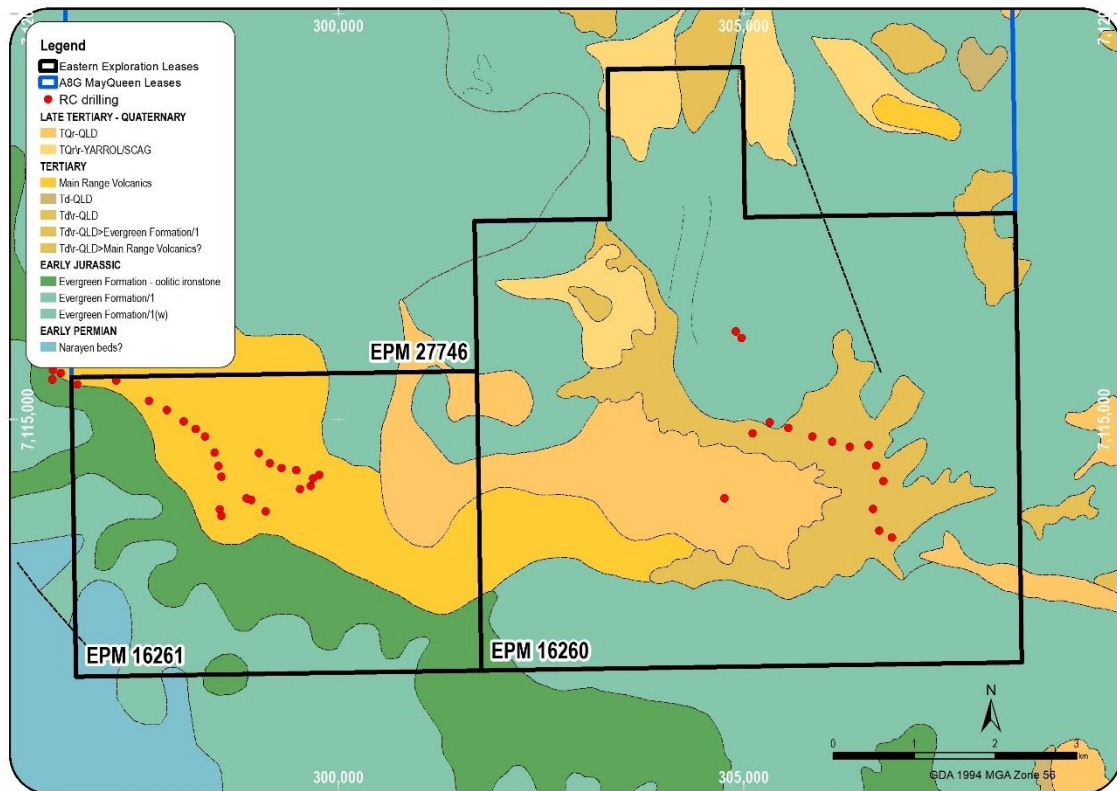 300,000
305,000
7,120
7,120
Legend
Eastern Exploration Leases
A8G MayQueen Leases
RC drilling
LATE TERTIARY - QUATERNARY
TQr-QLD
TQr\r-YARROL/SCAG
TERTIARY
Main Range Volcanics
Td-QLD
Td\r-QLD
Td\r-QLD>Evergreen Formation/1
Td\r-QLD>Main Range Volcanics?
EARLY JURASSIC
Evergreen Formation - oolitic ironstone
Evergreen Formation/1
Evergreen Formation/1(w)
EARLY PERMIAN
Narayen beds?
EPM 27746
7,115,000
7,115,000
EPM 16261
EPM 16260
N
0 1 2 3
km
GDA 1994 MGA Zone 56
300,000
305,000